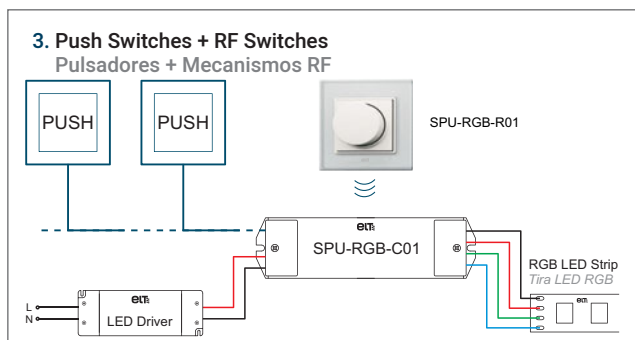 3. Push Switches + RF Switches
Pulsadores + Mecanismos RF
PUSH
PUSH
SPU-RGB-R01
ELT
SPU-RGB-C01
RGB LED Strip
Tira LED RGB
ELT
L
N
ELT
LED Driver